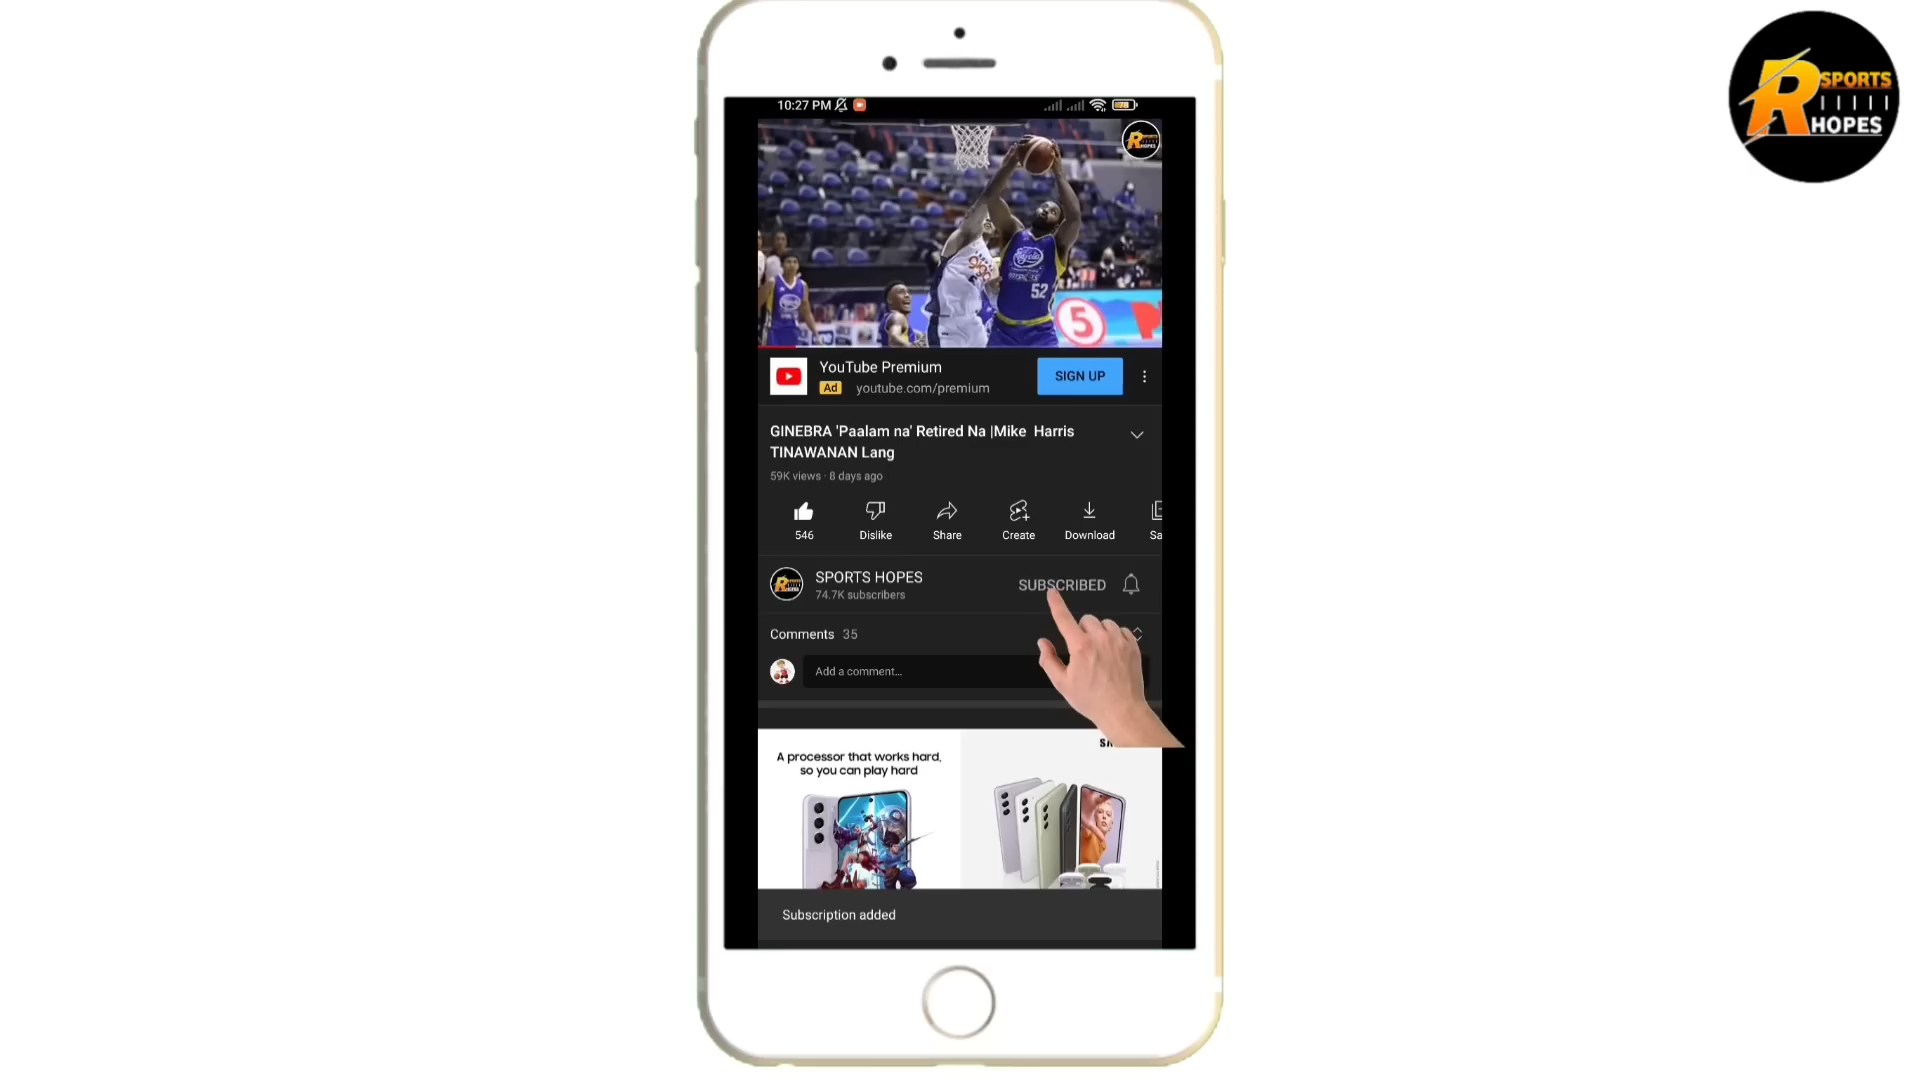 SPORTS
HOPES
10:27 PM
52
5
YouTube Premium
Ad youtube.com/premium
SIGN UP
GINEBRA 'Paalam na' Retired Na |Mike Harris
TINAWANAN Lang
59K views · 8 days ago
546
Dislike
Share
Create
Download
Sa
SPORTS HOPES
74.7K subscribers
SUBSCRIBED
Comments 35
Add a comment...
A processor that works hard,
so you can play hard
Subscription added